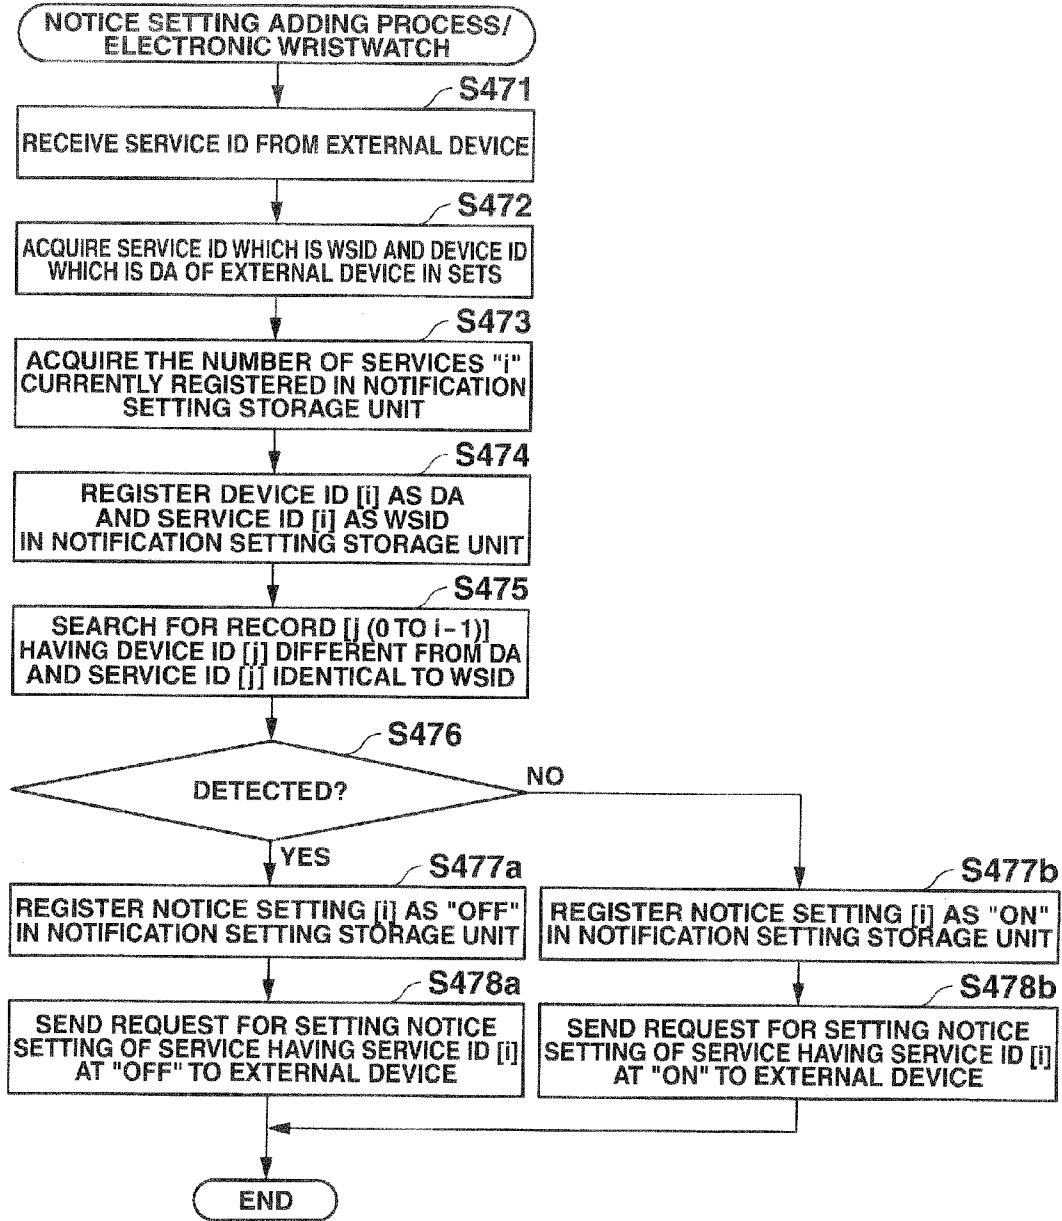 NOTICE SETTING ADDING PROCESS/
ELECTRONIC WRISTWATCH
S471
RECEIVE SERVICE ID FROM EXTERNAL DEVICE
S472
ACQUIRE SERVICE ID WHICH IS WSID AND DEVICE ID
WHICH IS DA OF EXTERNAL DEVICE IN SETS
S473
ACQUIRE THE NUMBER OF SERVICES "i"
CURRENTLY REGISTERED IN NOTIFICATION
SETTING STORAGE UNIT
S474
REGISTER DEVICE ID [i] AS DA
AND SERVICE ID [i] AS WSID
IN NOTIFICATION SETTING STORAGE UNIT
S475
SEARCH FOR RECORD [j (0 TO i-1)]
HAVING DEVICE ID [j] DIFFERENT FROM DA
AND SERVICE ID [j] IDENTICAL TO WSID
S476
DETECTED?
NO
YES
S477a
REGISTER NOTICE SETTING [i] AS "OFF"
IN NOTIFICATION SETTING STORAGE UNIT
S477b
REGISTER NOTICE SETTING [i] AS "ON"
IN NOTIFICATION SETTING STORAGE UNIT
S478a
SEND REQUEST FOR SETTING NOTICE
SETTING OF SERVICE HAVING SERVICE ID [i]
AT "OFF" TO EXTERNAL DEVICE
S478b
SEND REQUEST FOR SETTING NOTICE
SETTING OF SERVICE HAVING SERVICE ID [i]
AT "ON" TO EXTERNAL DEVICE
END